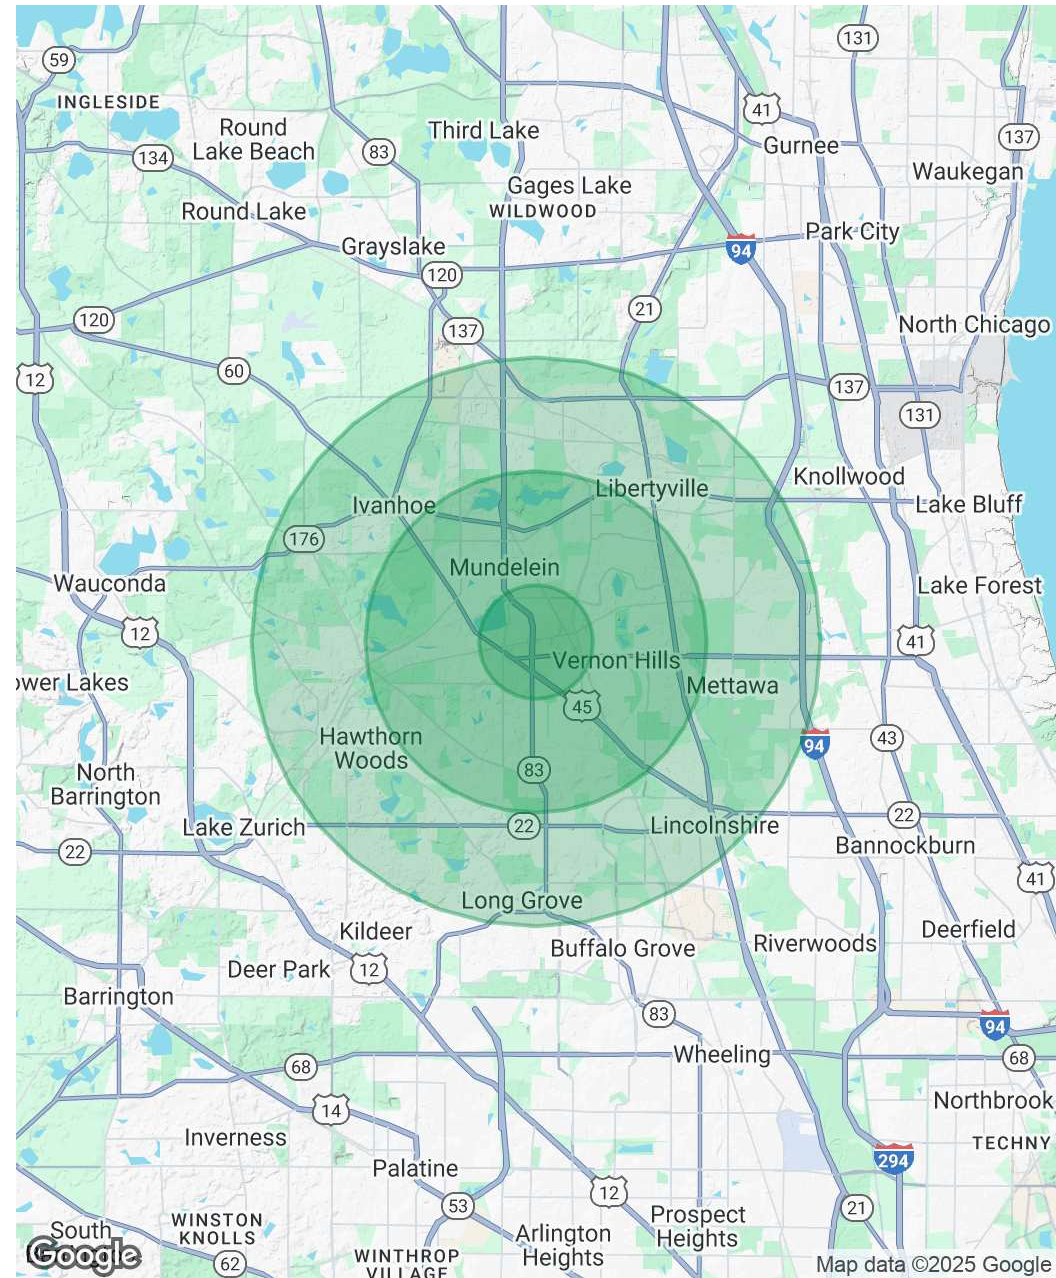 131
59
INGLESIDE
41
Round
Lake Beach
Third Lake
83
137
Gurnee
134
Waukegan
Gages Lake
WILDWOOD
Round Lake
Park City
Grayslake
94
120
21
120
137
North Chicago
60
12
137
131
Knollwood
Libertyville
Ivanhoe
Lake Bluff
176
Mundelein
Wauconda
Lake Forest
12
41
Vernon Hills
ower Lakes
Mettawa
45
Hawthorn
Woods
43
94
North
Barrington
83
22
Lake Zurich
22
Lincolnshire
22
Bannockburn
41
Long Grove
Kildeer
Deerfield
Buffalo Grove
Riverwoods
Deer Park
12
Barrington
83
94
Wheeling
68
68
Northbrook
14
Inverness
TECHNY
294
Palatine
12
53
21
Prospect
Heights
WINSTON
KNOLLS
South
Arlington
Heights
Google
62
WINTHROP
VILLAGE
Map data ©2025 Google